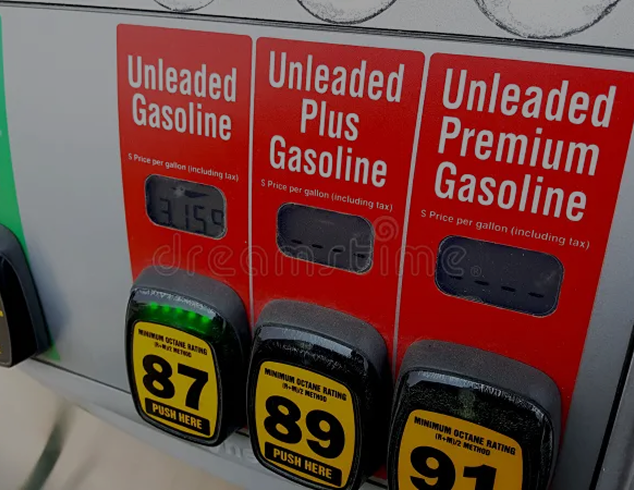 Unleaded
Gasoline
$ Price per gallon (including tax)
3.15⁹
MINIMUM OCTANE RATING
(R+M)/2 METHOD
87
PUSH HERE
Unleaded
Plus
Gasoline
$ Price per gallon (including tax)
- - - -
MINIMUM OCTANE RATING
(R+M)/2 METHOD
89
PUSH HERE
Unleaded
Premium
Gasoline
$ Price per gallon (including tax)
- - - -
MINIMUM OCTANE RATING
(R+M)/2 METHOD
91
dreamstime®